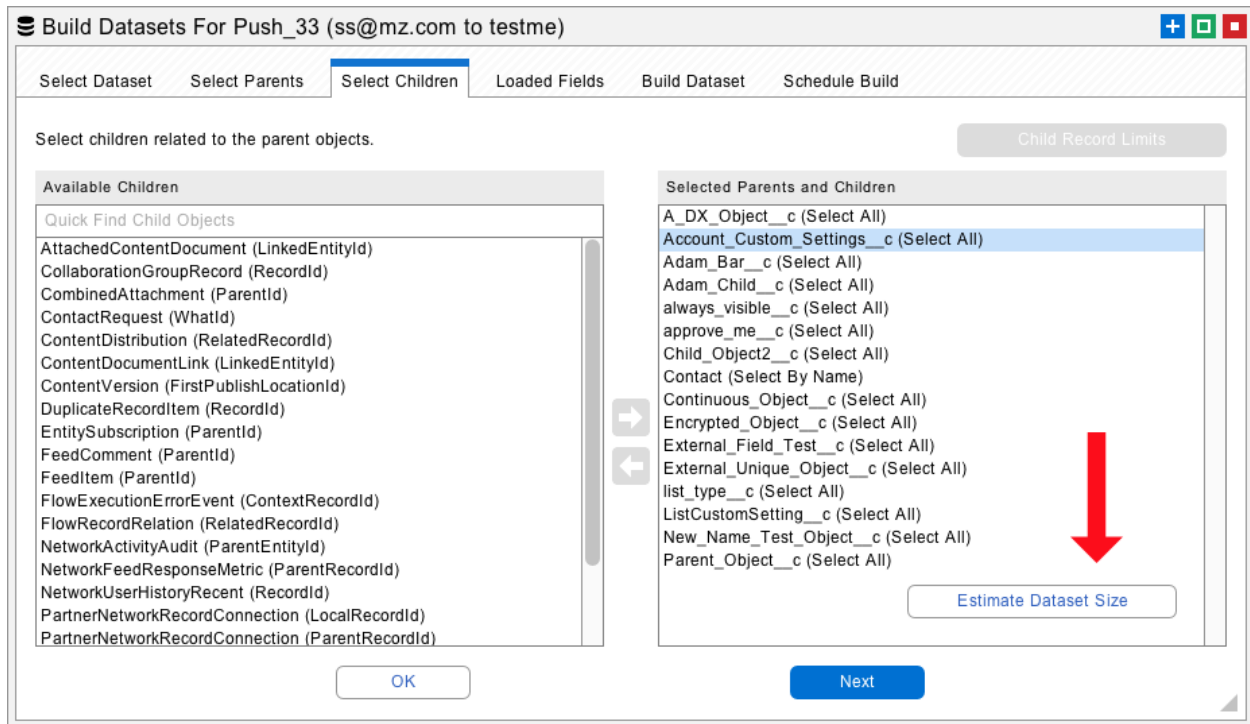 Build Datasets For Push_33 (ss@mz.com to testme)
Select Dataset Select Parents Select Children Loaded Fields Build Dataset Schedule Build
Select children related to the parent objects.
Child Record Limits
Available Children
Quick Find Child Objects
AttachedContentDocument (LinkedEntityId)
CollaborationGroupRecord (RecordId)
CombinedAttachment (ParentId)
ContactRequest (WhatId)
ContentDistribution (RelatedRecordId)
ContentDocumentLink (LinkedEntityId)
ContentVersion (FirstPublishLocationId)
DuplicateRecordItem (RecordId)
EntitySubscription (ParentId)
FeedComment (ParentId)
FeedItem (ParentId)
FlowExecutionErrorEvent (ContextRecordId)
FlowRecordRelation (RelatedRecordId)
NetworkActivityAudit (ParentEntityId)
NetworkFeedResponseMetric (ParentRecordId)
NetworkUserHistoryRecent (RecordId)
PartnerNetworkRecordConnection (LocalRecordId)
PartnerNetworkRecordConnection (ParentRecordId)
Selected Parents and Children
A_DX_Object__c (Select All)
Account_Custom_Settings__c (Select All)
Adam_Bar__c (Select All)
Adam_Child__c (Select All)
always_visible__c (Select All)
approve_me__c (Select All)
Child_Object2__c (Select All)
Contact (Select By Name)
Continuous_Object__c (Select All)
Encrypted_Object__c (Select All)
External_Field_Test__c (Select All)
External_Unique_Object__c (Select All)
list_type__c (Select All)
ListCustomSetting__c (Select All)
New_Name_Test_Object__c (Select All)
Parent_Object__c (Select All)
Estimate Dataset Size
OK
Next